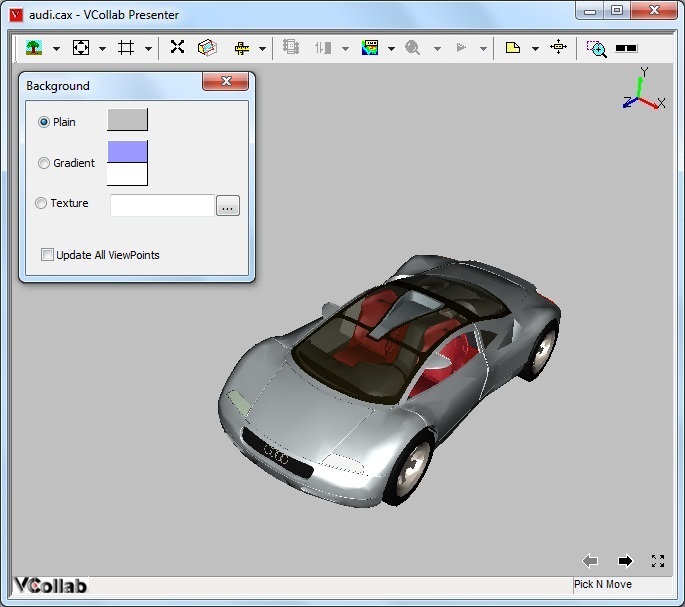 audi.cax - VCollab Presenter
Background
Plain
Gradient
Texture
...
Update All ViewPoints
Y
Z X
VCollab
Pick N Move